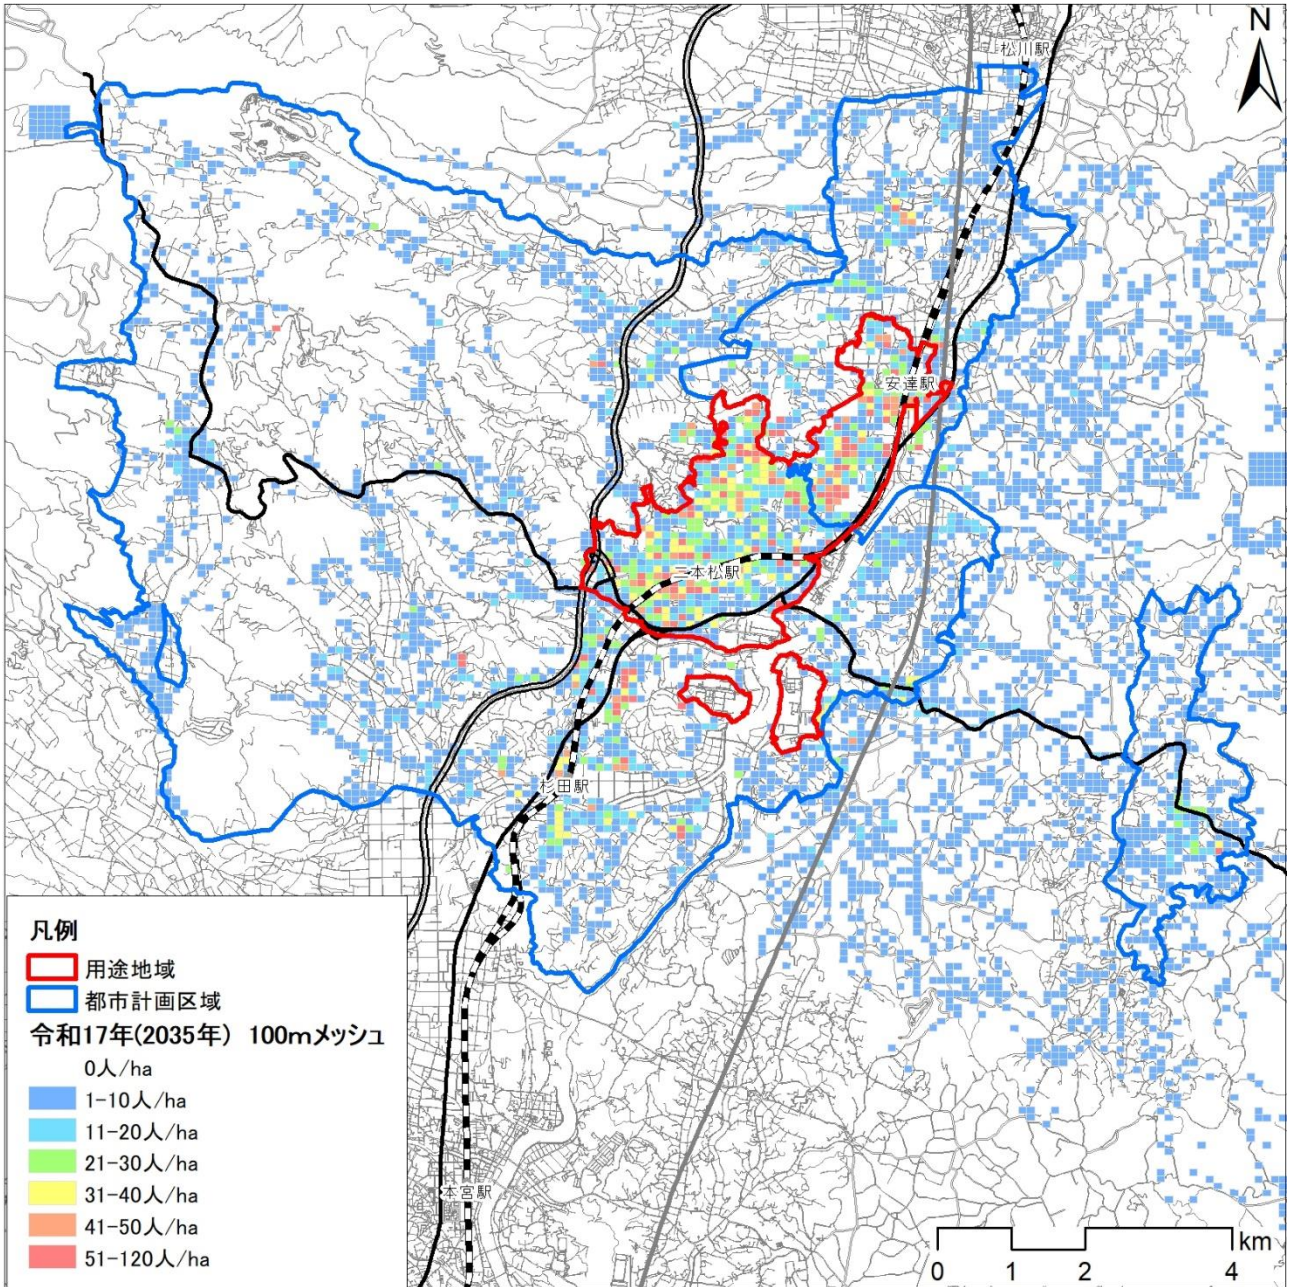 N
松川駅
安達駅
二本松駅
杉田駅
本宮駅
凡例
用途地域
都市計画区域
令和17年(2035年) 100mメッシュ
0人/ha
1-10人/ha
11-20人/ha
21-30人/ha
31-40人/ha
41-50人/ha
51-120人/ha
km
0 1 2 4